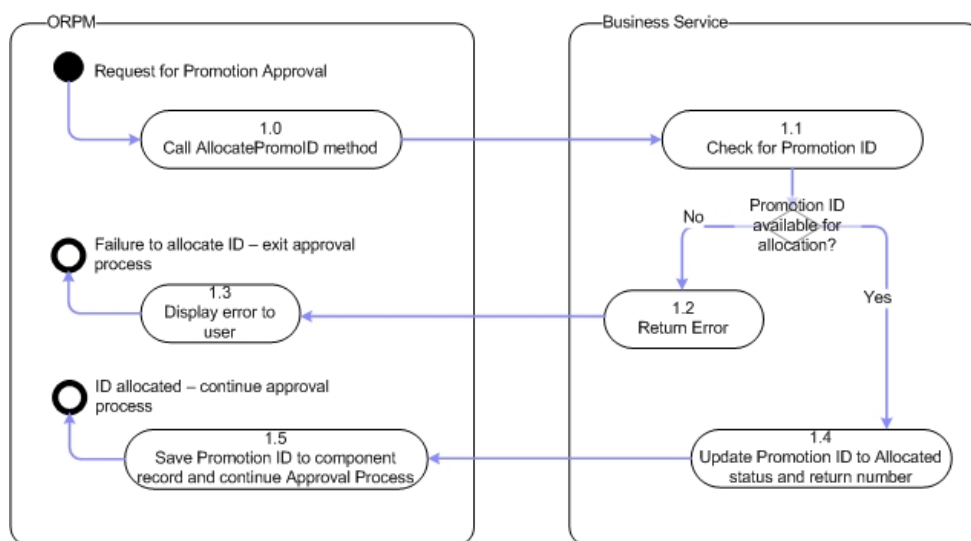 ORPM
Business Service
Request for Promotion Approval
1.0
Call AllocatePromoID method
1.1
Check for Promotion ID
Promotion ID
available for
allocation?
No
Yes
Failure to allocate ID – exit approval
process
1.3
Display error to
user
1.2
Return Error
ID allocated – continue approval
process
1.5
Save Promotion ID to component
record and continue Approval Process
1.4
Update Promotion ID to Allocated
status and return number